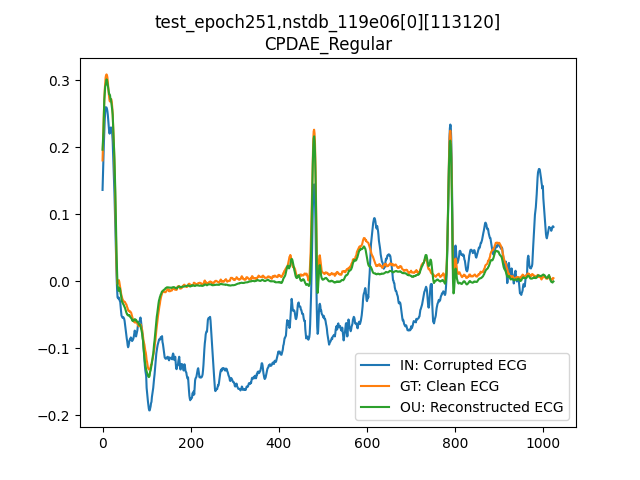 test_epoch251,nstdb_119e06[0][113120]
CPDAE_Regular
0.3
0.2
0.1
0.0
−0.1
−0.2
IN: Corrupted ECG
GT: Clean ECG
OU: Reconstructed ECG
0 200 400 600 800 1000